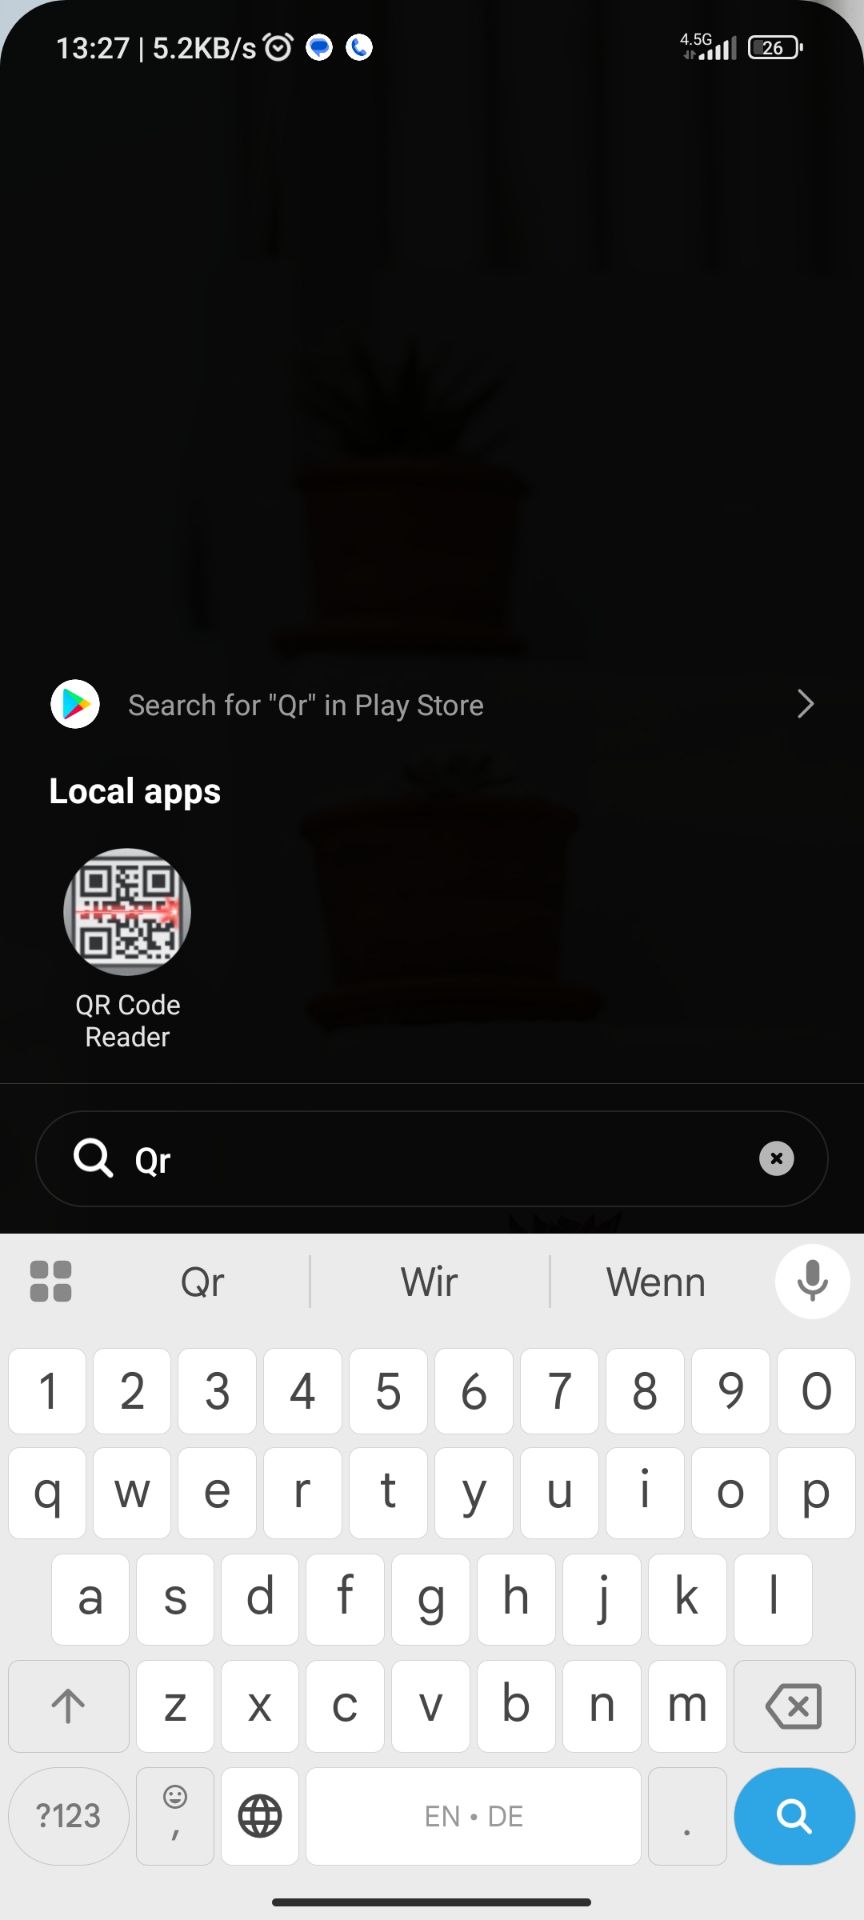 13:27 | 5.2KB/s 4.5G 26
Search for "Qr" in Play Store
Local apps
QR Code
Reader
Qr
Qr Wir Wenn
1 2 3 4 5 6 7 8 9 0
q w e r t y u i o p
a s d f g h j k l
z x c v b n m
?123 , EN • DE .